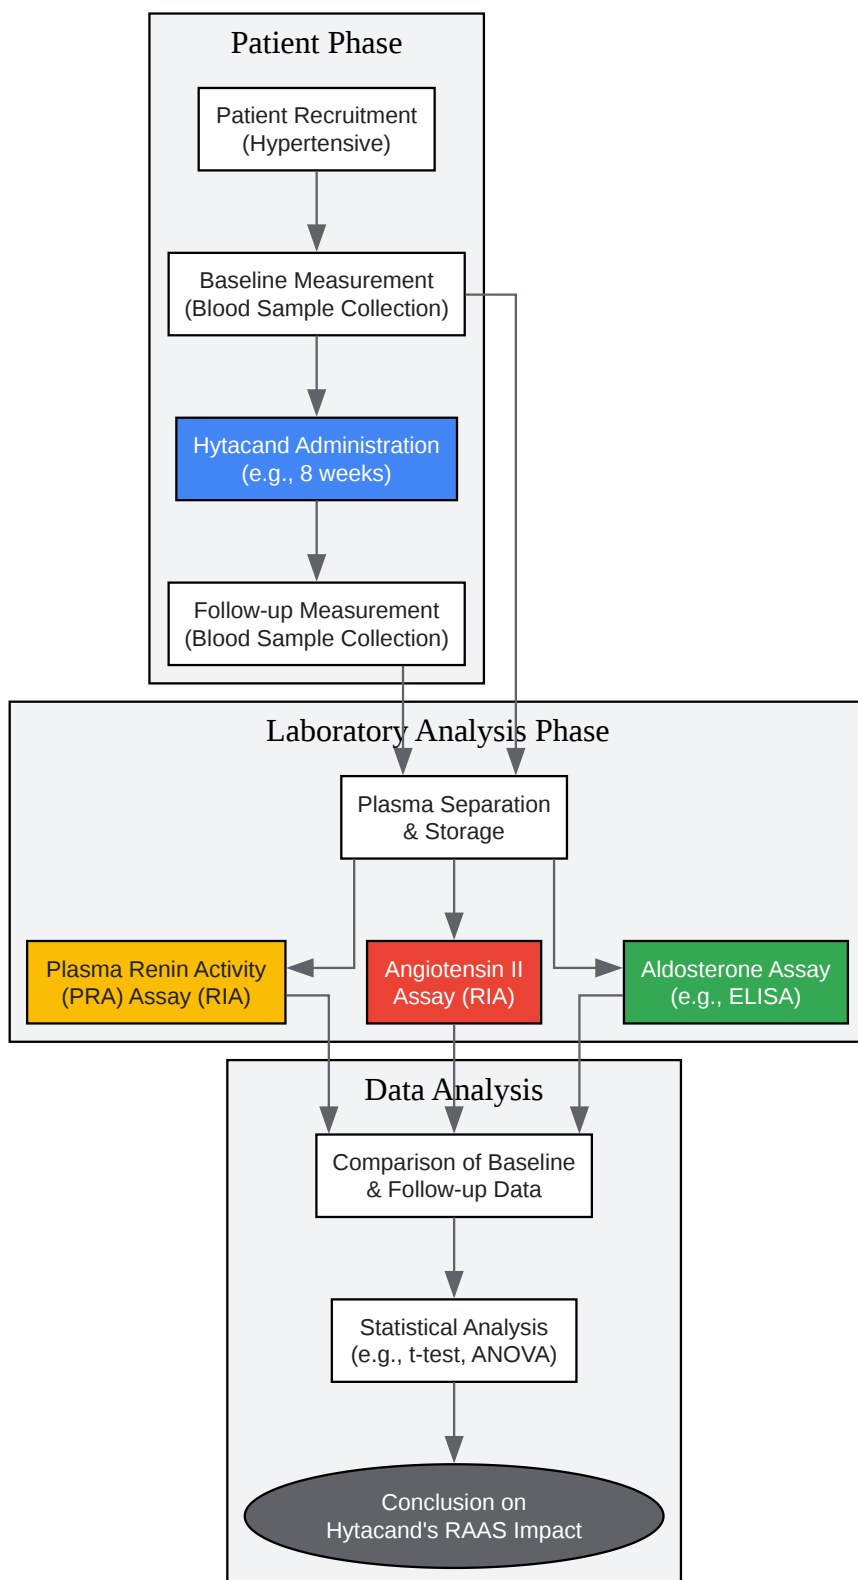 Patient Phase
Patient Recruitment
(Hypertensive)
Baseline Measurement
(Blood Sample Collection)
Hytacand Administration
(e.g., 8 weeks)
Follow-up Measurement
(Blood Sample Collection)
Laboratory Analysis Phase
Plasma Separation
& Storage
Plasma Renin Activity
(PRA) Assay (RIA)
Angiotensin II
Assay (RIA)
Aldosterone Assay
(e.g., ELISA)
Data Analysis
Comparison of Baseline
& Follow-up Data
Statistical Analysis
(e.g., t-test, ANOVA)
Conclusion on
Hytacand's RAAS Impact